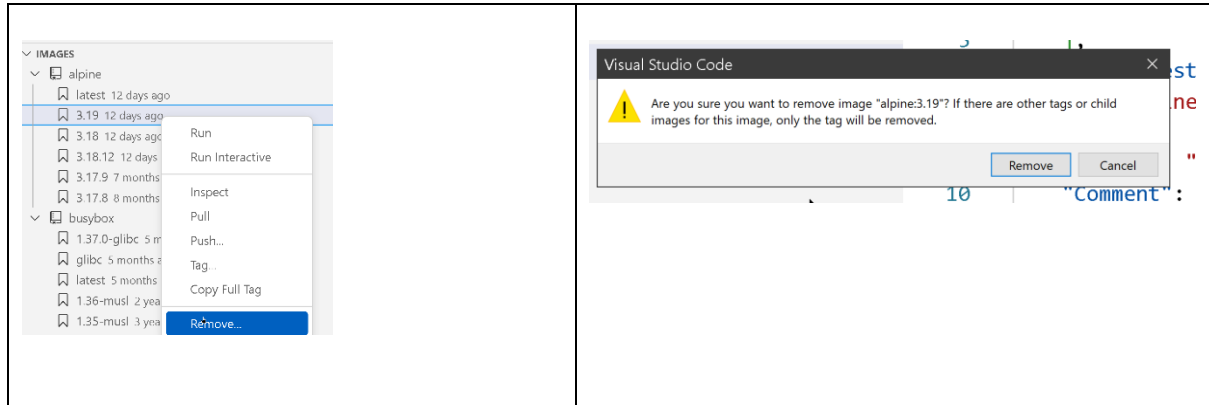 IMAGES
alpine
latest 12 days ago
3.19 12 days ago
3.18 12 days ago
3.18.12 12 days
3.17.9 7 months
3.17.8 8 months
busybox
1.37.0-glibc 5 m
glibc 5 months a
latest 5 months
1.36-musl 2 yea
1.35-musl 3 yea
Run
Run Interactive
Inspect
Pull
Push...
Tag...
Copy Full Tag
Remove...
],
est
Visual Studio Code
ne
Are you sure you want to remove image "alpine:3.19"? If there are other tags or child
images for this image, only the tag will be removed.
Remove Cancel
"
10 "Comment":